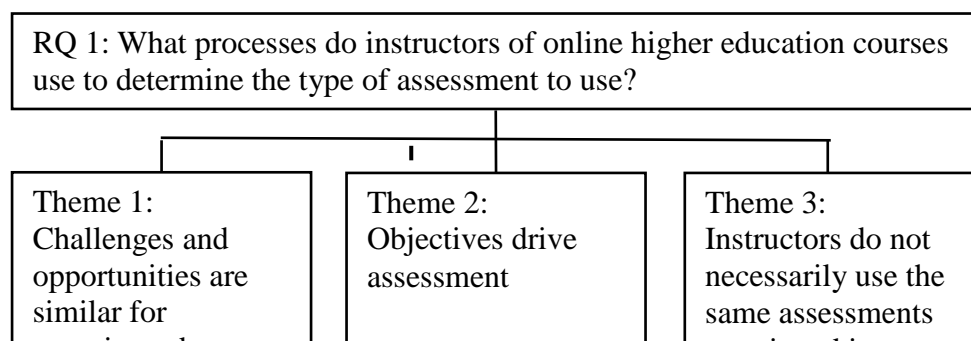 RQ 1: What processes do instructors of online higher education courses
use to determine the type of assessment to use?
Theme 1:
Challenges and
opportunities are
similar for
Theme 2:
Objectives drive
assessment
Theme 3:
Instructors do not
necessarily use the
same assessments